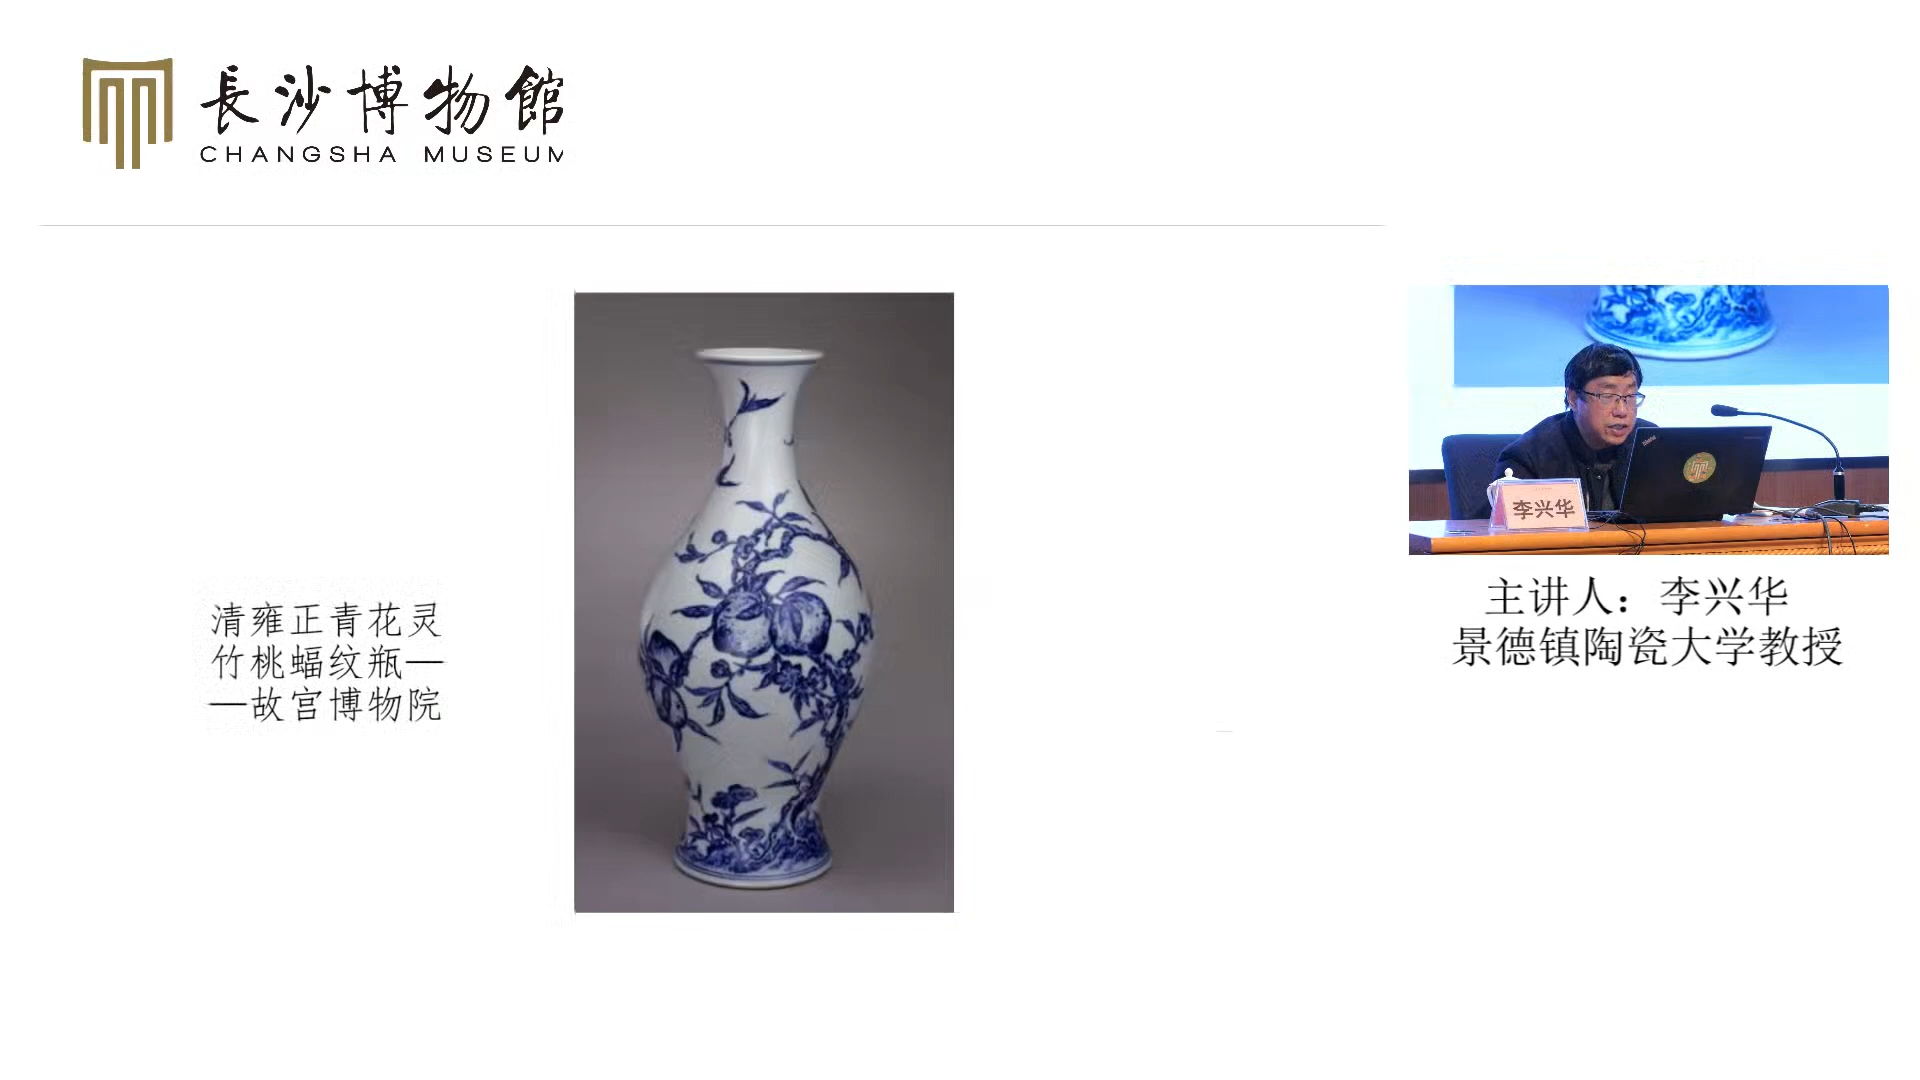 長沙博物館
CHANGSHA MUSEUM
清雍正青花灵
竹桃蝠纹瓶—
—故宫博物院
李兴华
主讲人：李兴华
景德镇陶瓷大学教授